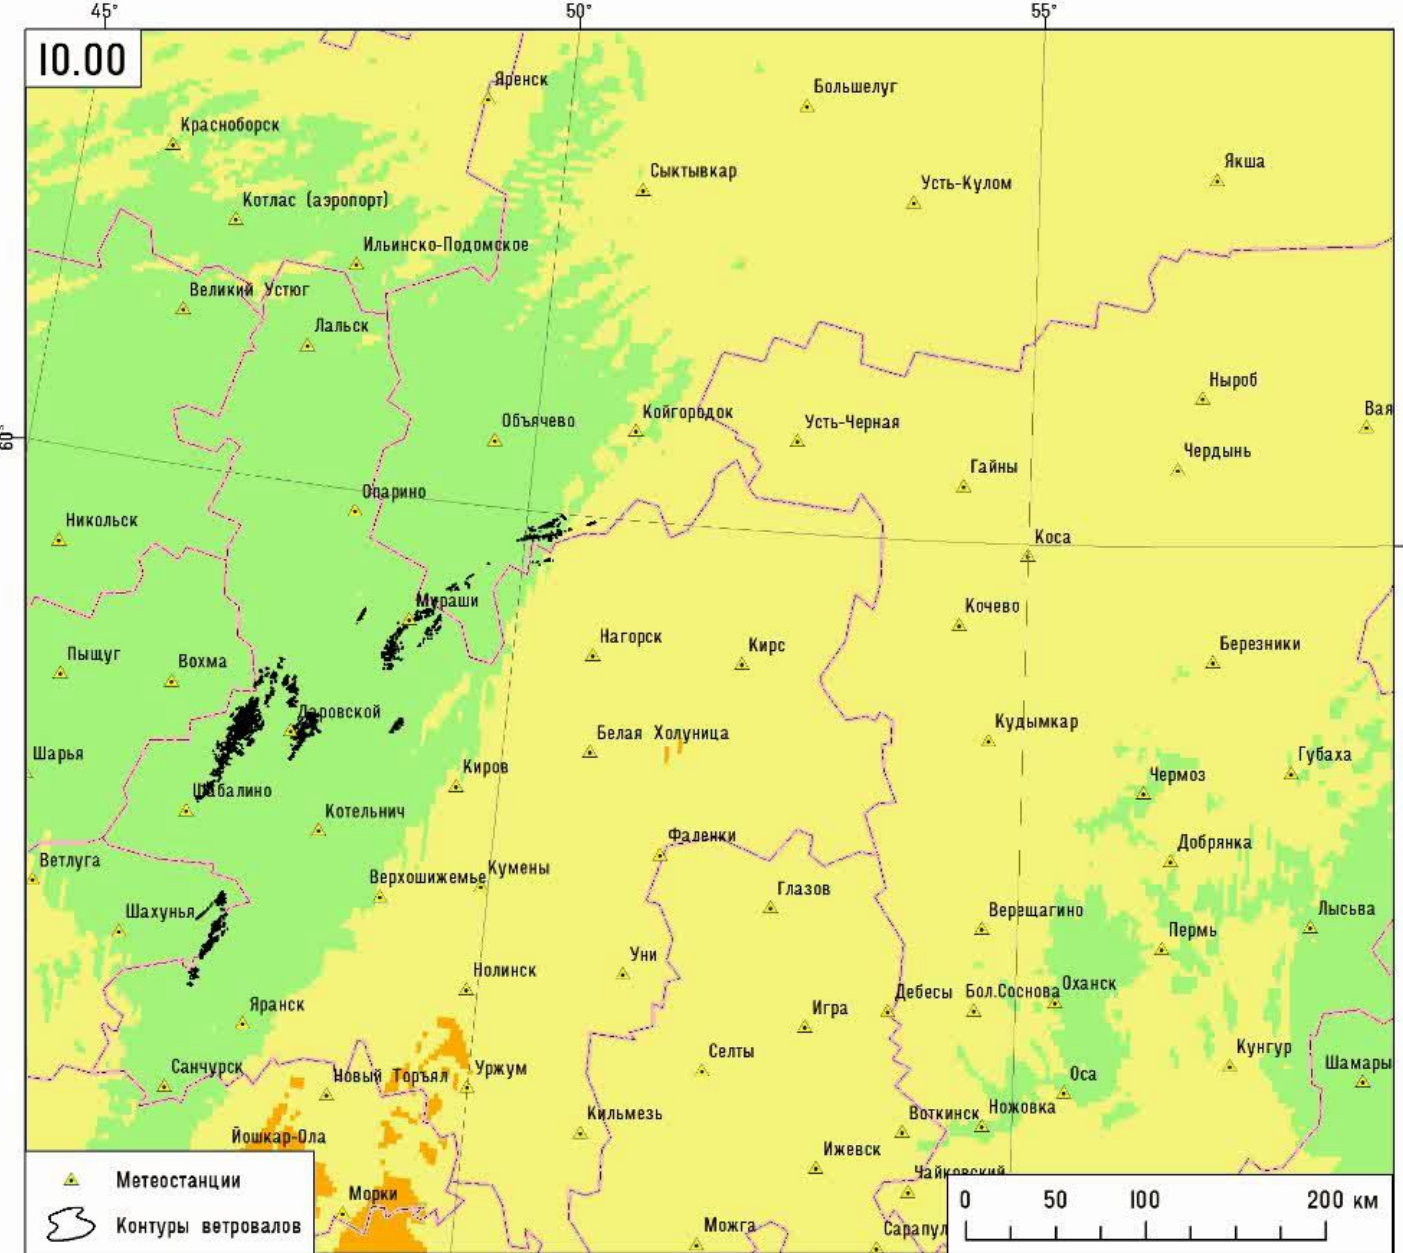 45° 50° 55°
10.00
Яренск
Большелуг
Красноборск
Якша
Сыктывкар
Усть-Кулом
Котлас (аэропорт)
Ильинско-Подомское
Великий Устюг
Лальск
Ныроб
Вая
Койгородок
Объячево
Усть-Черная
60°
Чердынь
Гайны
Опарино
Никольск
Коса
Мураши
Кочево
Нагорск
Кирс
Березники
Пыщуг
Вохма
Даровской
Кудымкар
Белая Холуница
Шарья
Губаха
Киров
Чермоз
Шабалино
Котельнич
Фаленки
Добрянка
Ветлуга
Кумены
Верхошижемье
Глазов
Шахунья
Верещагино
Лысьва
Пермь
Уни
Нолинск
Оханск
Дебесы
Бол.Соснова
Яранск
Игра
Кунгур
Селты
Шамары
Санчурск
Уржум
Новый Торъял
Оса
Ножовка
Кильмезь
Воткинск
Йошкар-Ола
Ижевск
Чайковский
Морки
Можга
Сарапул
Метеостанции
Контуры ветровалов
0 50 100 200 км